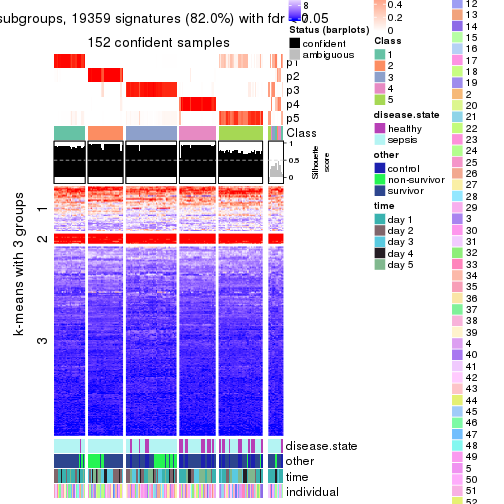 subgroups, 19359 signatures (82.0%) with fdr < 0.05
152 confident samples
p1
p2
p3
p4
p5
Class
1
0.5
0
Silhouette
score
k-means with 3 groups
1
2
3
disease.state
other
time
individual
8
Status (barplots)
confident
ambiguous
0.4
0.2
0
Class
1
2
3
4
5
disease.state
healthy
sepsis
other
control
non-survivor
survivor
time
day 1
day 2
day 3
day 4
day 5
12
13
14
15
16
17
18
19
2
20
21
22
23
24
25
26
27
28
29
3
30
31
32
33
34
35
36
37
38
39
4
40
41
42
43
44
45
46
47
48
49
5
50
51
52